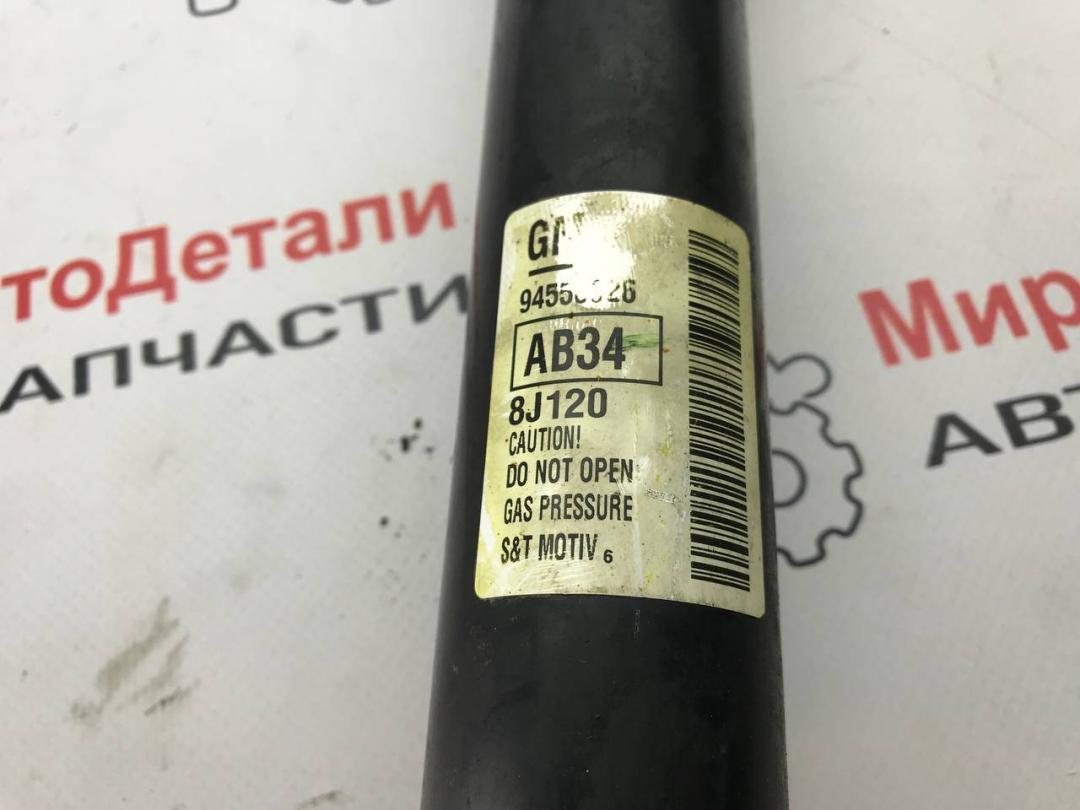 AB34
8J120
CAUTION!
DO NOT OPEN
GAS PRESSURE
S&T MOTIV 6
тоДетали
АПЧАСТИ
Мир
АВТ